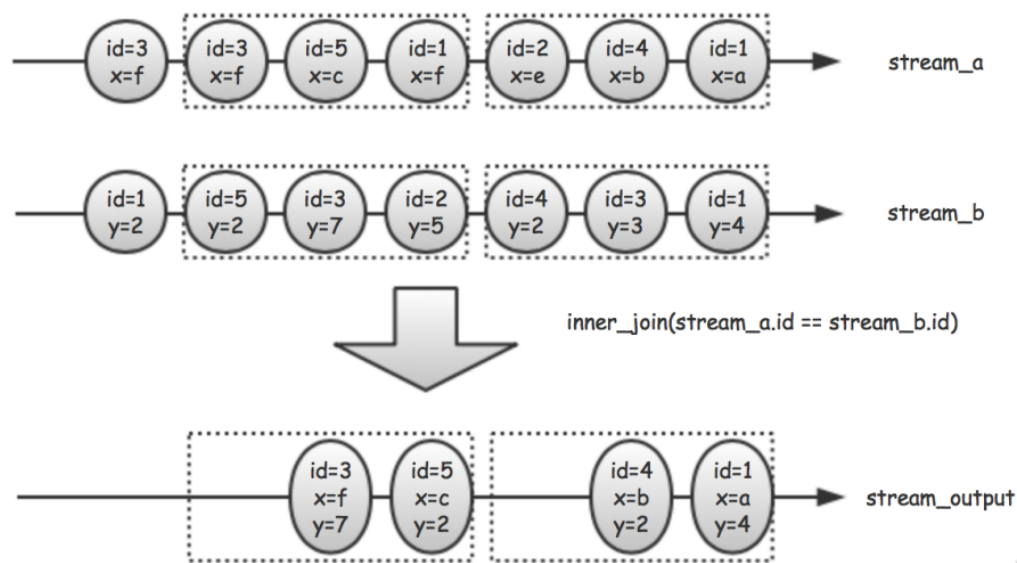 id=3 id=3 id=5 id=1 id=2 id=4 id=1
x=f x=f x=c x=f x=e x=b x=a
stream_a
id=1 id=5 id=3 id=2 id=4 id=3 id=1
y=2 y=2 y=7 y=5 y=2 y=3 y=4
stream_b
inner_join(stream_a.id == stream_b.id)
id=3 id=5 id=4 id=1
x=f x=c x=b x=a
y=7 y=2 y=2 y=4
stream_output